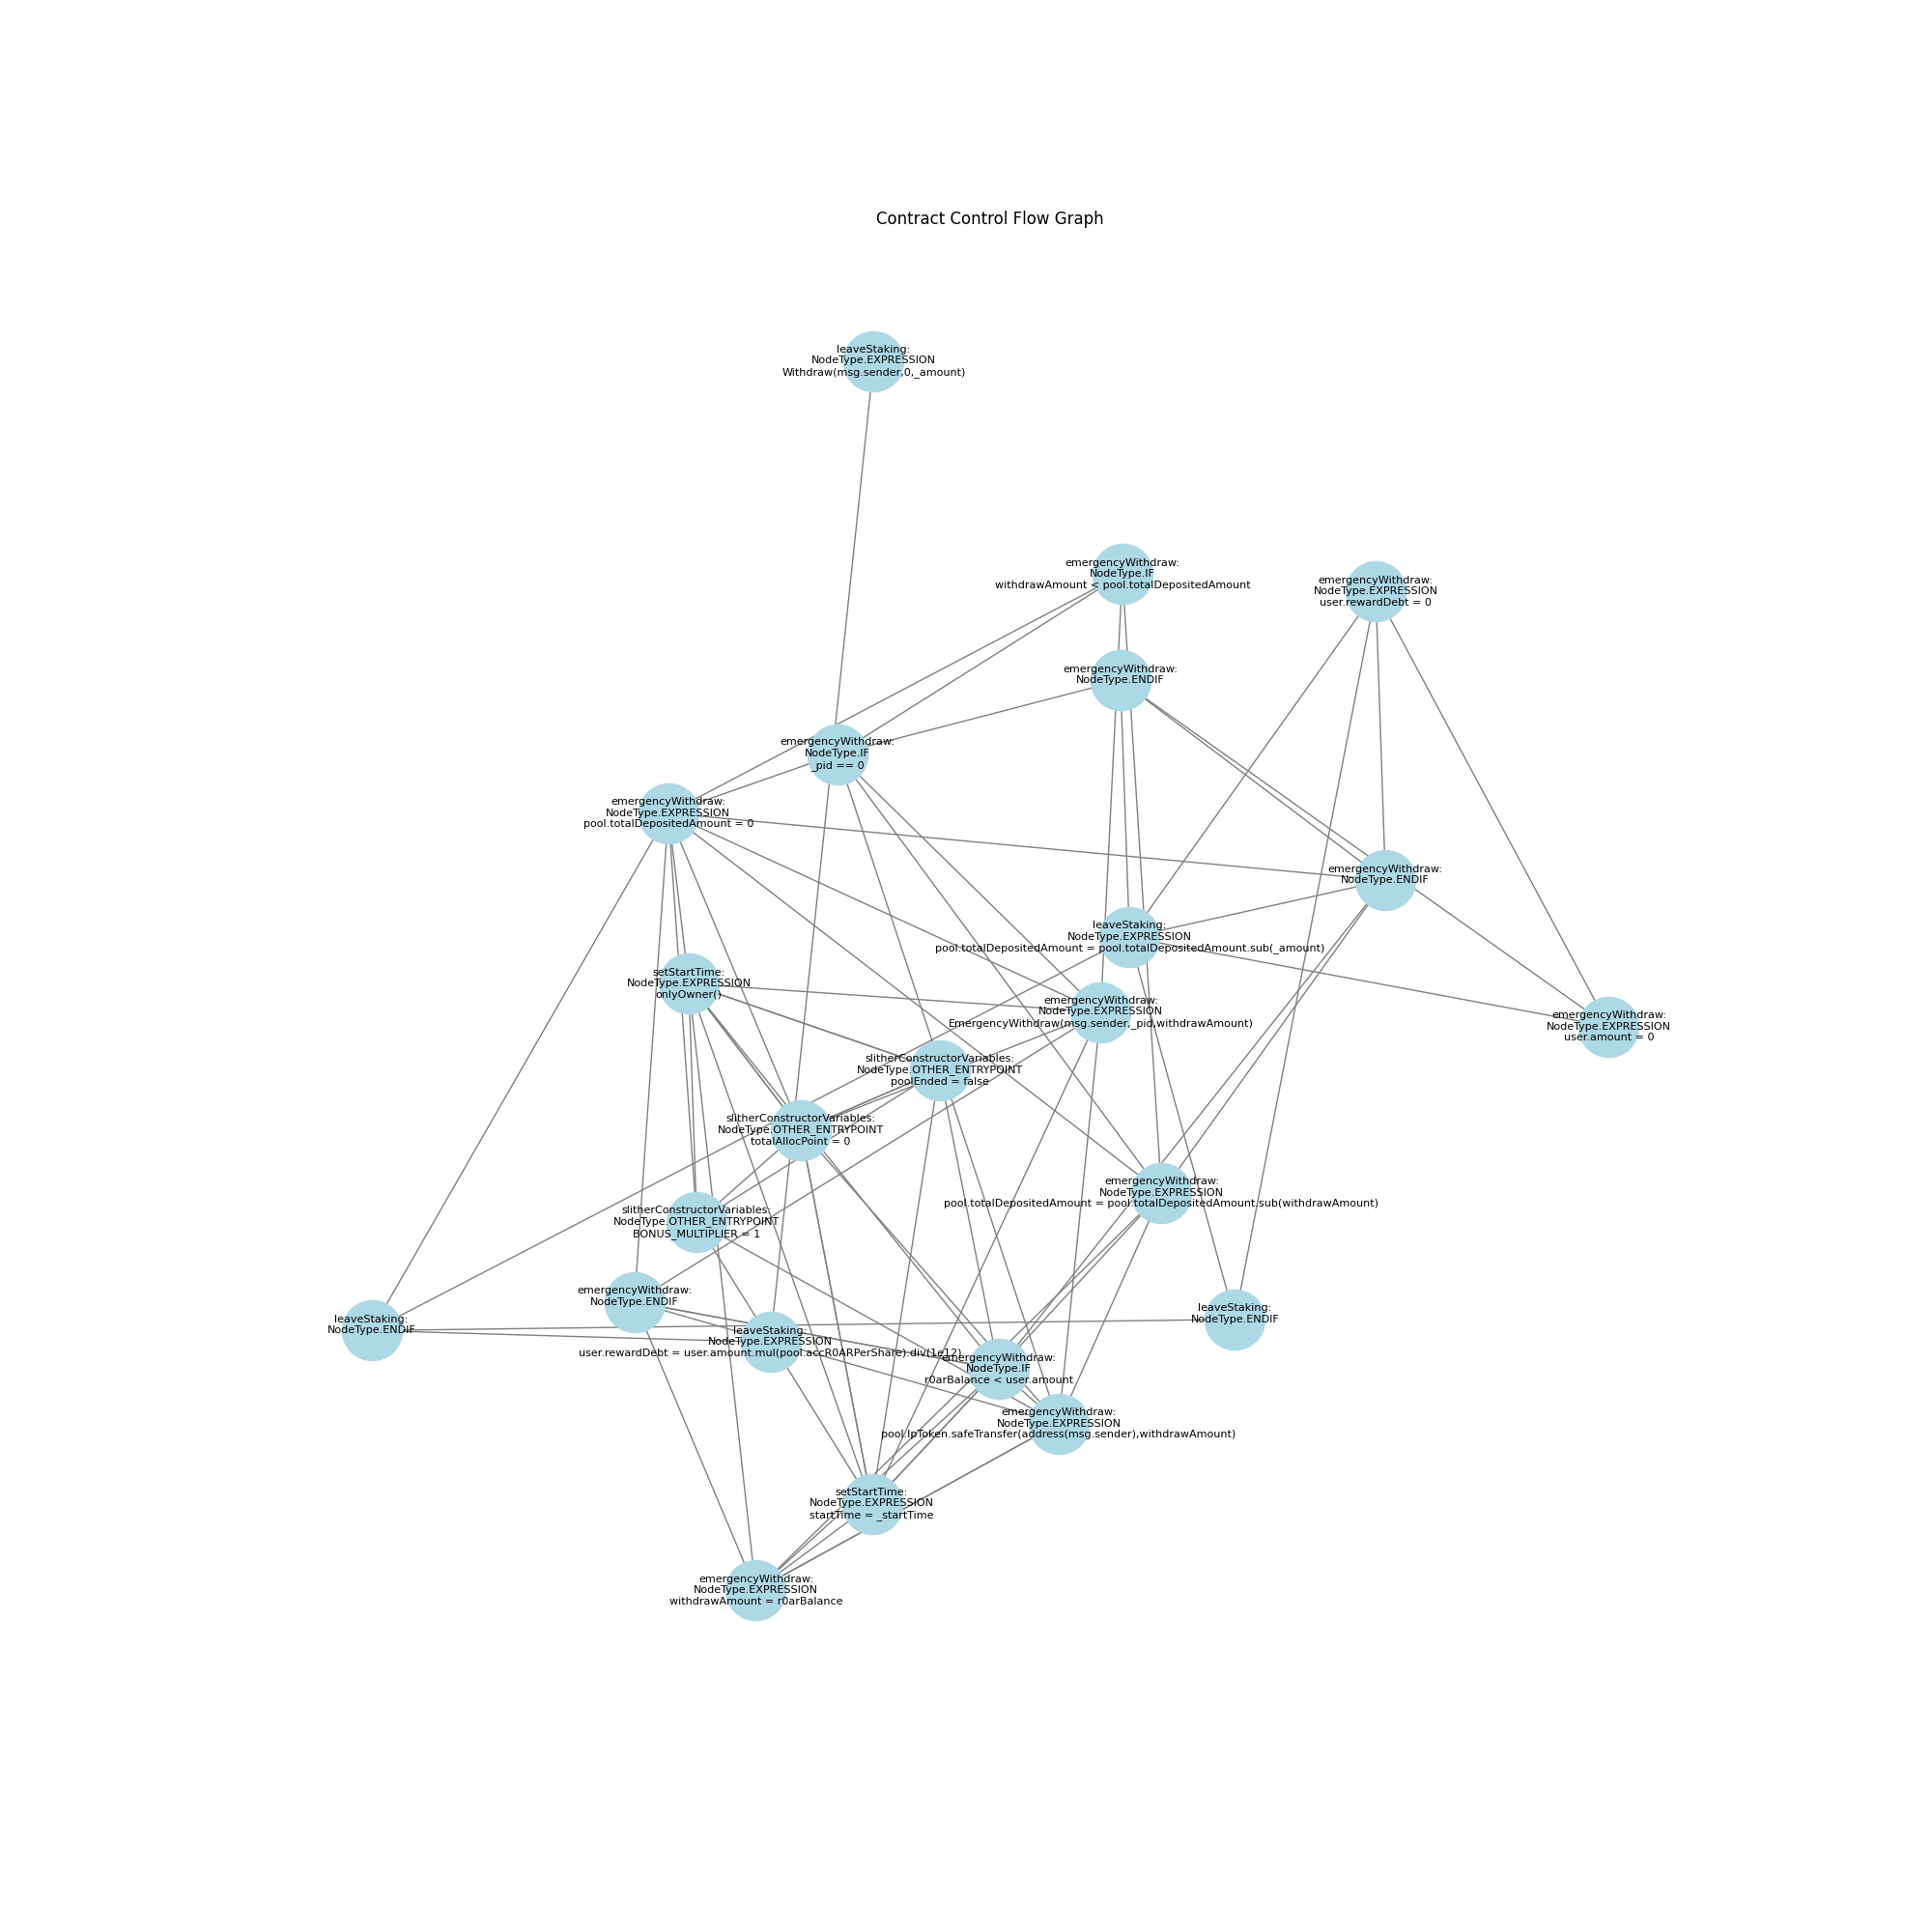 Contract Control Flow Graph
leaveStaking:
NodeType.EXPRESSION
Withdraw(msg.sender,0,_amount)
emergencyWithdraw:
NodeType.IF
withdrawAmount < pool.totalDepositedAmount
emergencyWithdraw:
NodeType.EXPRESSION
user.rewardDebt = 0
emergencyWithdraw:
NodeType.ENDIF
emergencyWithdraw:
NodeType.IF
_pid == 0
emergencyWithdraw:
NodeType.EXPRESSION
pool.totalDepositedAmount = 0
emergencyWithdraw:
NodeType.ENDIF
leaveStaking:
NodeType.EXPRESSION
pool.totalDepositedAmount = pool.totalDepositedAmount.sub(_amount)
setStartTime:
NodeType.EXPRESSION
onlyOwner()
emergencyWithdraw:
NodeType.EXPRESSION
EmergencyWithdraw(msg.sender,_pid,withdrawAmount)
emergencyWithdraw:
NodeType.EXPRESSION
user.amount = 0
slitherConstructorVariables:
NodeType.OTHER_ENTRYPOINT
poolEnded = false
slitherConstructorVariables:
NodeType.OTHER_ENTRYPOINT
totalAllocPoint = 0
emergencyWithdraw:
NodeType.EXPRESSION
pool.totalDepositedAmount = pool.totalDepositedAmount.sub(withdrawAmount)
slitherConstructorVariables:
NodeType.OTHER_ENTRYPOINT
BONUS_MULTIPLIER = 1
emergencyWithdraw:
NodeType.ENDIF
leaveStaking:
NodeType.ENDIF
leaveStaking:
NodeType.ENDIF
leaveStaking:
NodeType.EXPRESSION
user.rewardDebt = user.amount.mul(pool.accR0ARPerShare).div(1e12)
emergencyWithdraw:
NodeType.IF
r0arBalance < user.amount
emergencyWithdraw:
NodeType.EXPRESSION
pool.lpToken.safeTransfer(address(msg.sender),withdrawAmount)
setStartTime:
NodeType.EXPRESSION
startTime = _startTime
emergencyWithdraw:
NodeType.EXPRESSION
withdrawAmount = r0arBalance